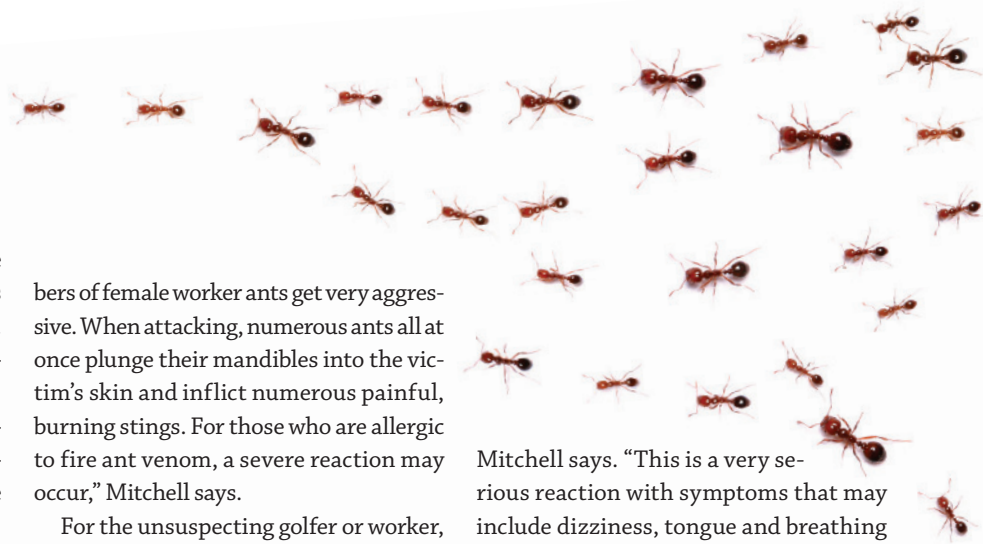 bers of female worker ants get very aggres-
sive. When attacking, numerous ants all at
once plunge their mandibles into the vic-
tim’s skin and inflict numerous painful,
burning stings. For those who are allergic
to fire ant venom, a severe reaction may
occur,” Mitchell says.
For the unsuspecting golfer or worker,
Mitchell says. “This is a very se-
rious reaction with symptoms that may
include dizziness, tongue and breathing